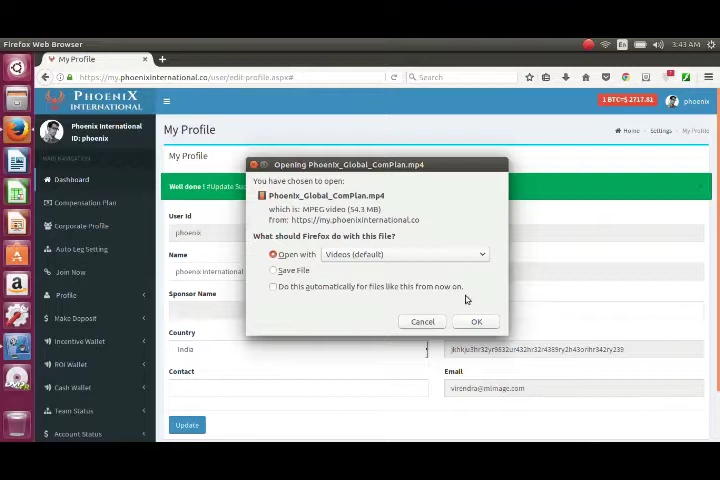 Firefox Web Browser
En
3:43 AM
My Profile
https://my.phoenixinternational.co/user/edit-profile.aspx#
Search
PHOENIX
INTERNATIONAL
1 BTC=$ 2717.81
phoenix
Phoenix International
ID: phoenix
MAIN NAVIGATION
Dashboard
Compensation Plan
Corporate Profile
Auto Leg Setting
Join Now
Profile
Make Deposit
Incentive Wallet
ROI Wallet
Cash Wallet
Team Status
Account Status
My Profile
Home
Settings
My Profile
My Profile
Well done !
User Id
phoenix
Name
phoenix international
Sponsor Name
Country
India
Contact
Email
virendra@mlmage.com
Update
Opening Phoenix_Global_ComPlan.mp4
You have chosen to open:
Phoenix_Global_ComPlan.mp4
which is: MPEG video (54.3 MB)
from: https://my.phoenixinternational.co
What should Firefox do with this file?
Open with
Videos (default)
Save File
Do this automatically for files like this from now on.
Cancel
OK